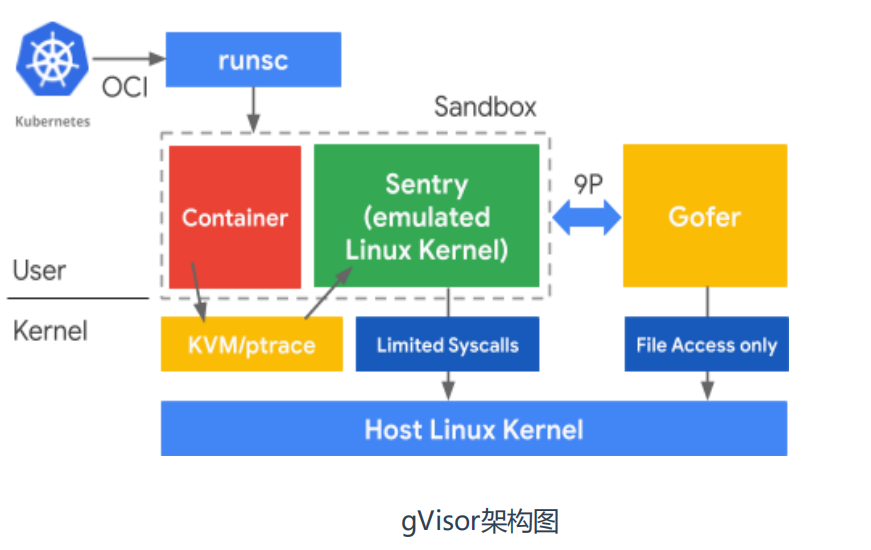 runsc
OCI
Kubernetes
Sandbox
Container
Sentry
(emulated
Linux Kernel)
9P
Gofer
User
Kernel
KVM/ptrace
Limited Syscalls
File Access only
Host Linux Kernel
gVisor架构图